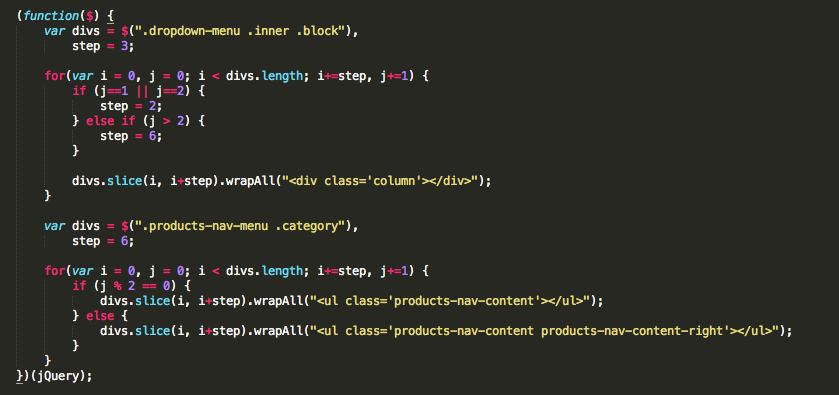 (function($) {
    var divs = $(".dropdown-menu .inner .block"),
        step = 3;

    for(var i = 0, j = 0; i < divs.length; i+=step, j+=1) {
        if (j==1 || j==2) {
            step = 2;
        } else if (j > 2) {
            step = 6;
        }

        divs.slice(i, i+step).wrapAll("<div class='column'></div>");
    }

    var divs = $(".products-nav-menu .category"),
        step = 6;

    for(var i = 0, j = 0; i < divs.length; i+=step, j+=1) {
        if (j % 2 == 0) {
            divs.slice(i, i+step).wrapAll("<ul class='products-nav-content'></ul>");
        } else {
            divs.slice(i, i+step).wrapAll("<ul class='products-nav-content products-nav-content-right'></ul>");
        }
    }
})(jQuery);